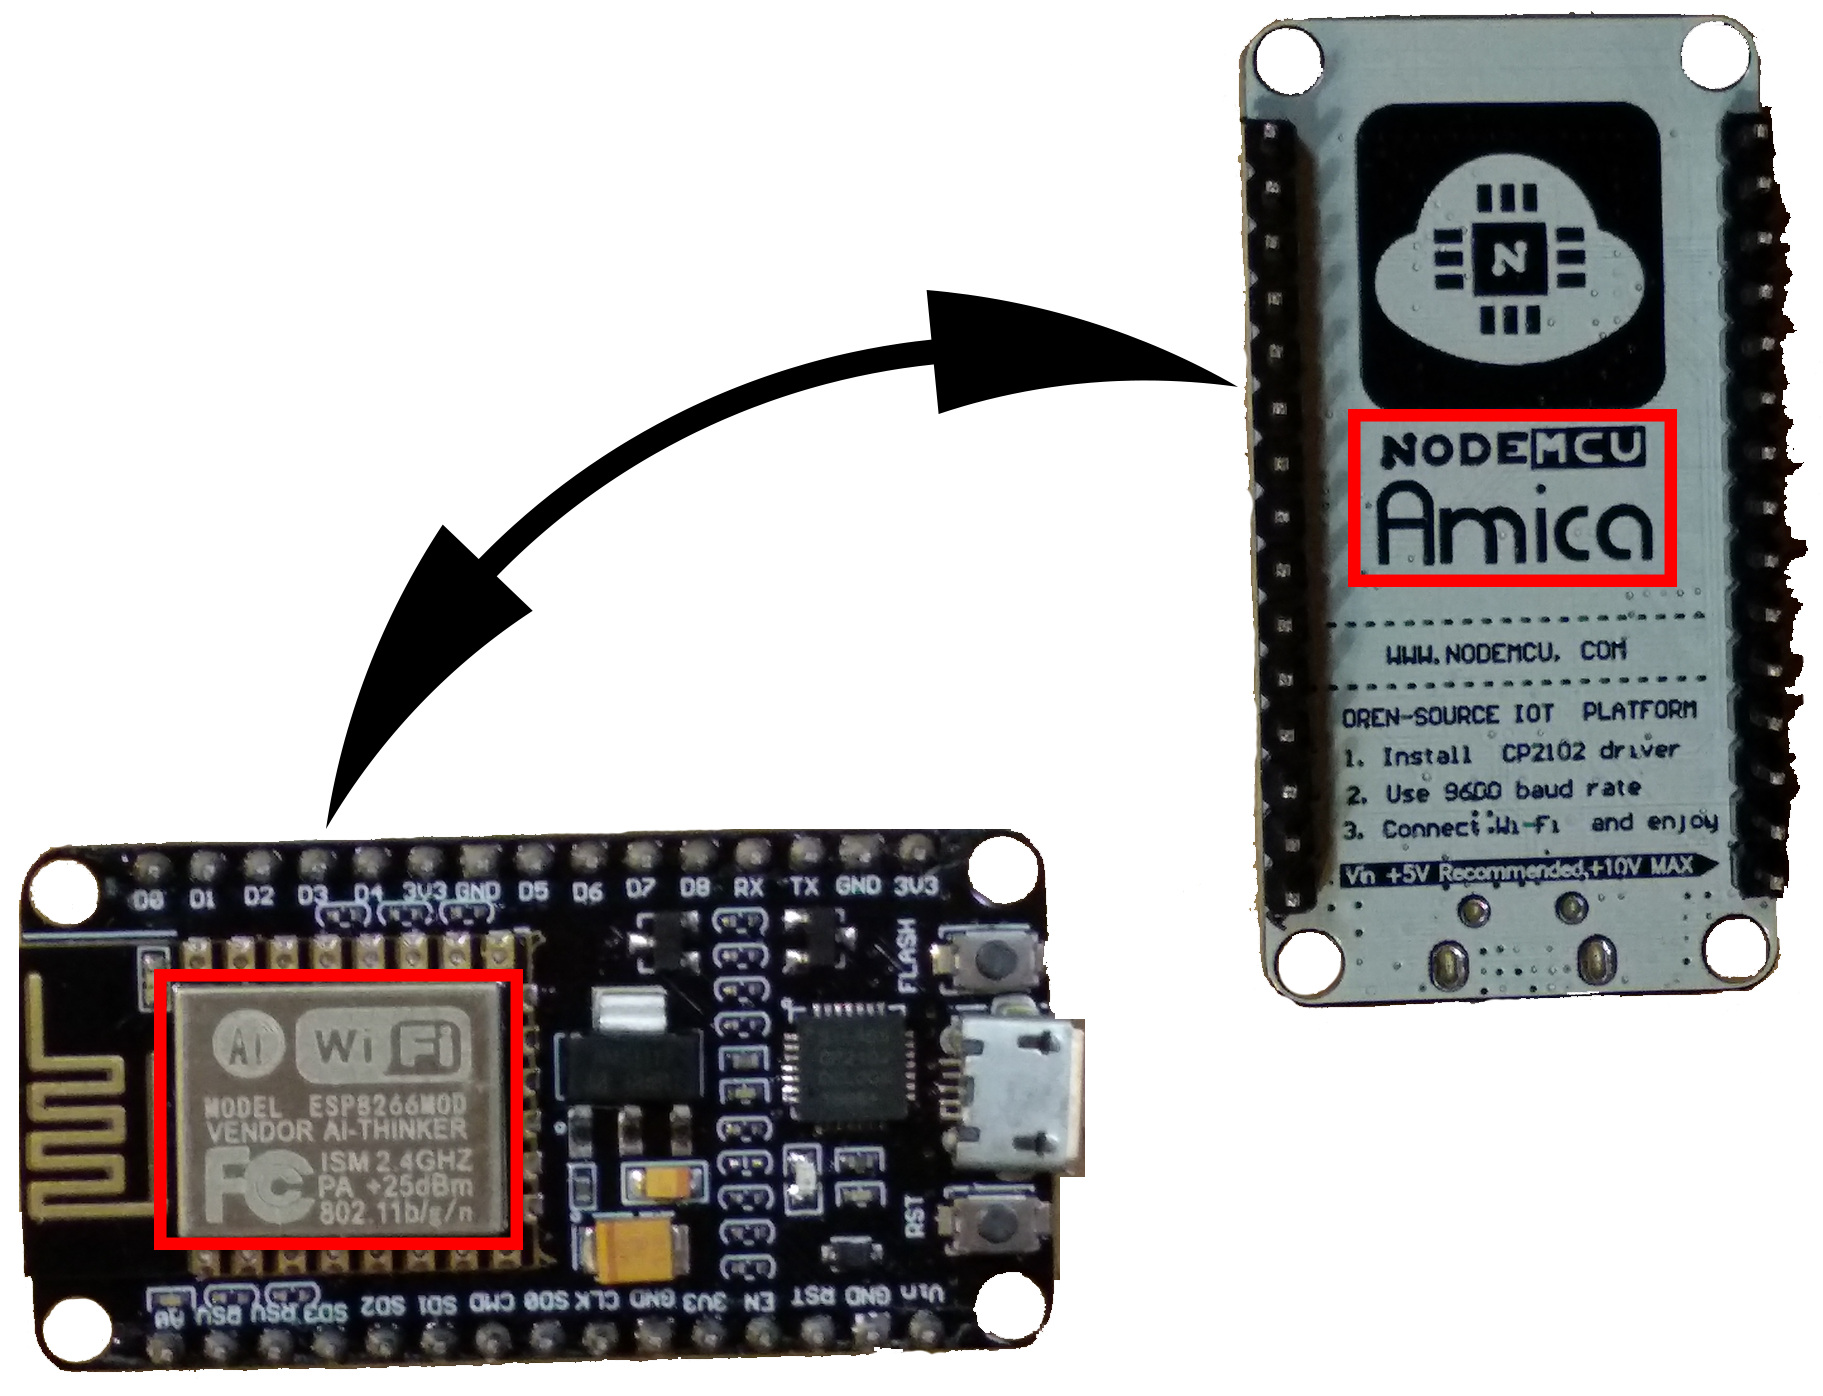 N
NODEMCU
Amica
WWW.NODEMCU. COM
OREN-SOURCE IOT PLATFORM
1. Install CP2102 driver
2. Use 9600 baud rate
3. Connect Wi-Fi and enjoy
Vin +5V Recommended,+10V MAX
D0 D1 D2 D3 D4 3V3 GND D5 D6 D7 D8 RX TX GND 3V3
FLASH
Ai WiFi
MODEL ESP8266MOD
VENDOR AI-THINKER
FC ISM 2.4GHZ
PA +25dBm
802.11b/g/n
RST
A0 RSV RSV SD3 SD2 SD1 CMD SD0 CLK GND 3V3 EN RST GND Vin